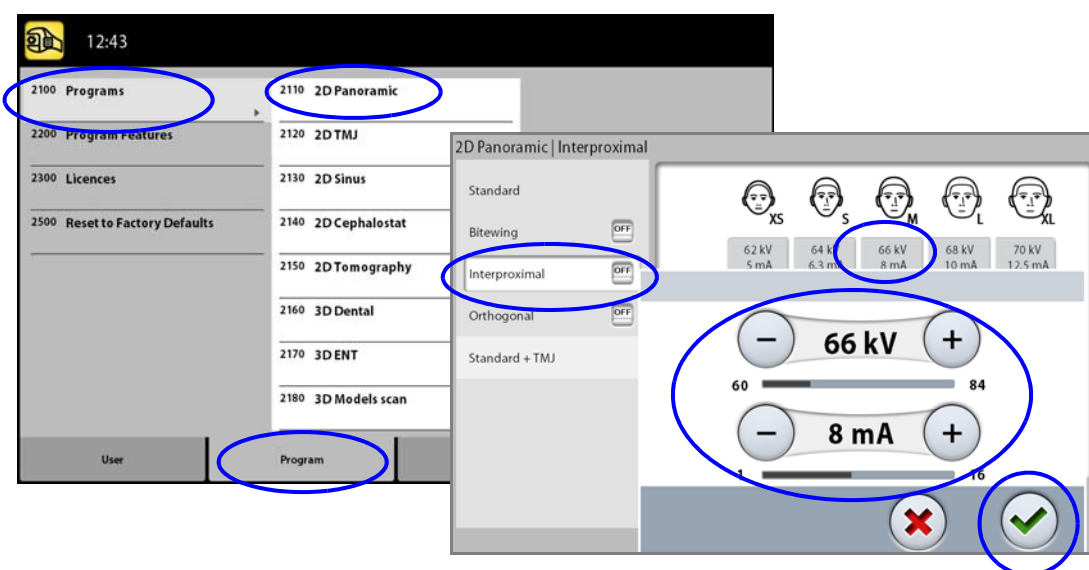 12:43
2100 Programs
2200 Program Features
2300 Licences
2500 Reset to Factory Defaults
2110 2D Panoramic
2120 2D TMJ
2130 2D Sinus
2140 2D Cephalostat
2150 2D Tomography
2160 3D Dental
2170 3D ENT
2180 3D Models scan
User
Program
2D Panoramic | Interproximal
Standard
Bitewing OFF
Interproximal OFF
Orthogonal OFF
Standard + TMJ
XS S M L XL
62 kV 64 k 66 kV 68 kV 70 kV
5 mA 6.3 m 8 mA 10 mA 12.5 mA
− 66 kV +
60 84
− 8 mA +
1 16